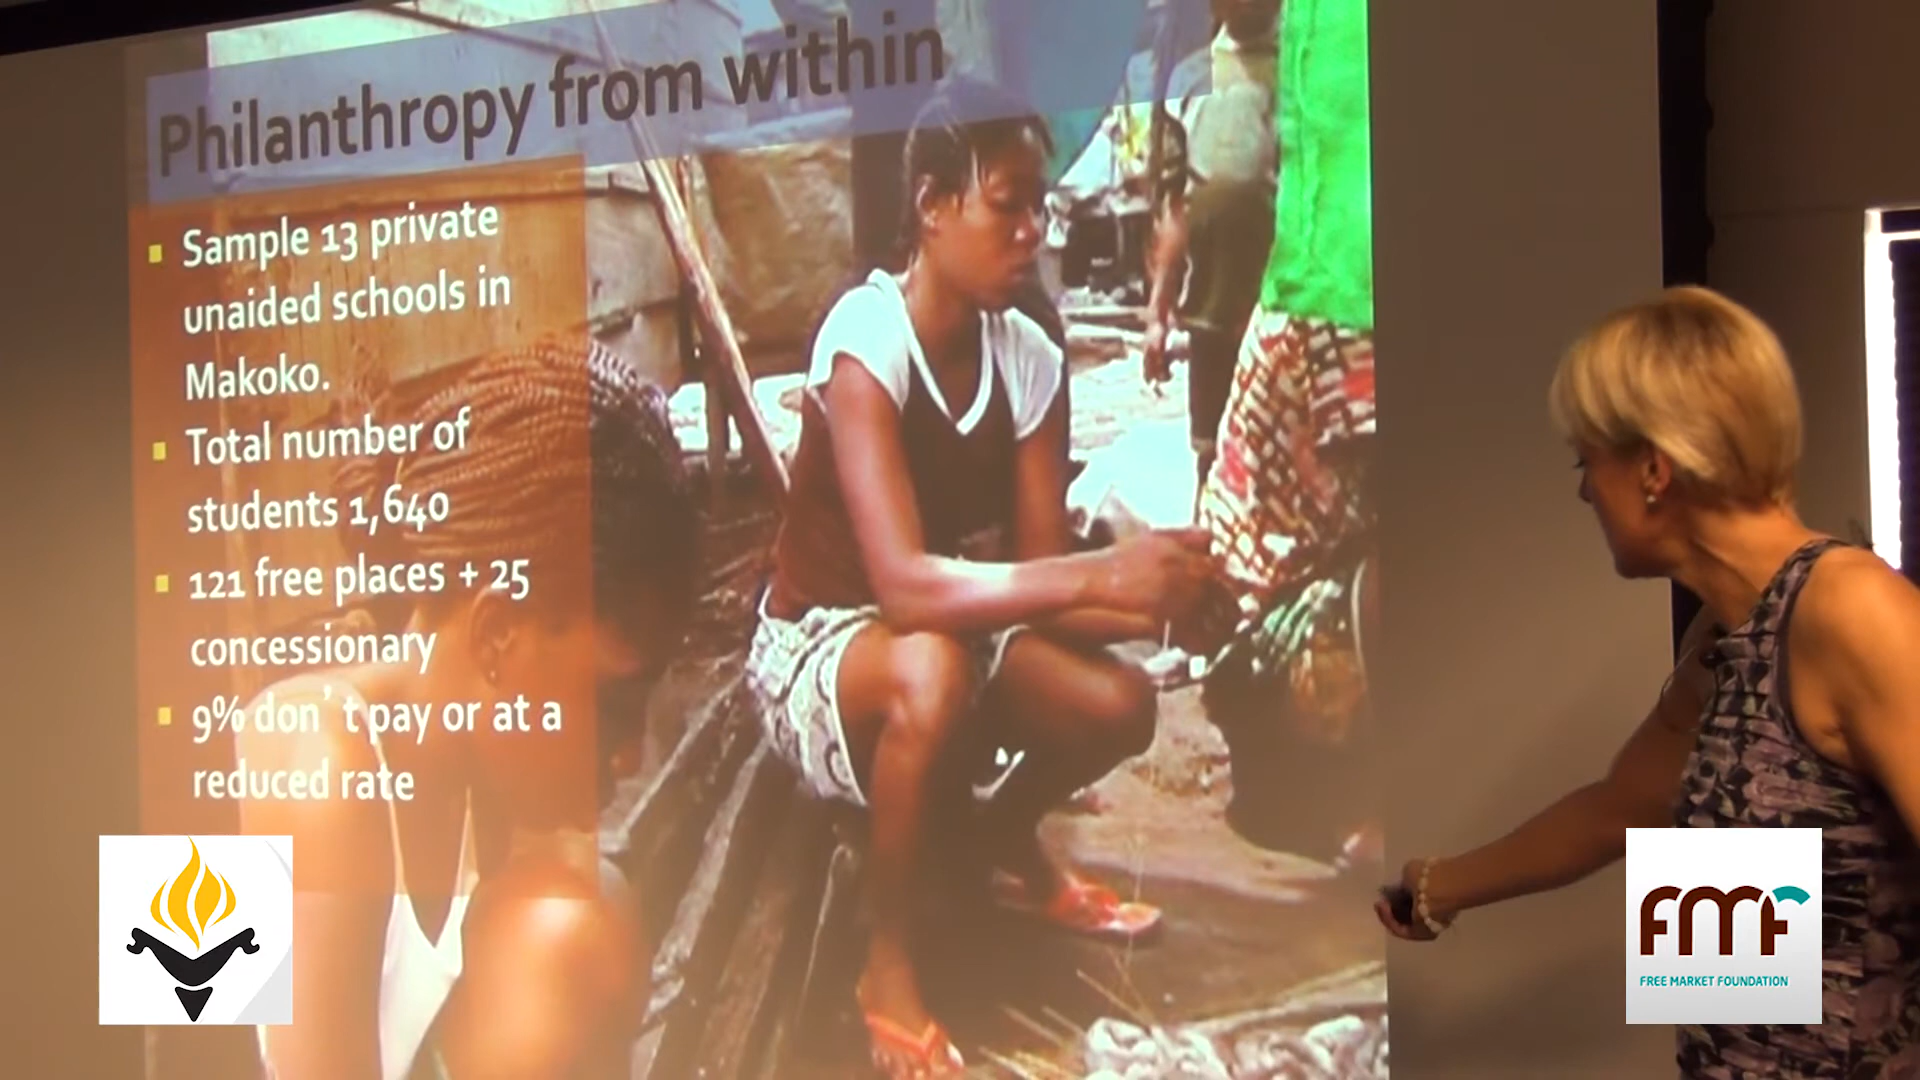 Philanthropy from within
Sample 13 private
unaided schools in
Makoko.
Total number of
students 1,640
121 free places + 25
concessionary
9% don't pay or at a
reduced rate
FMF
FREE MARKET FOUNDATION